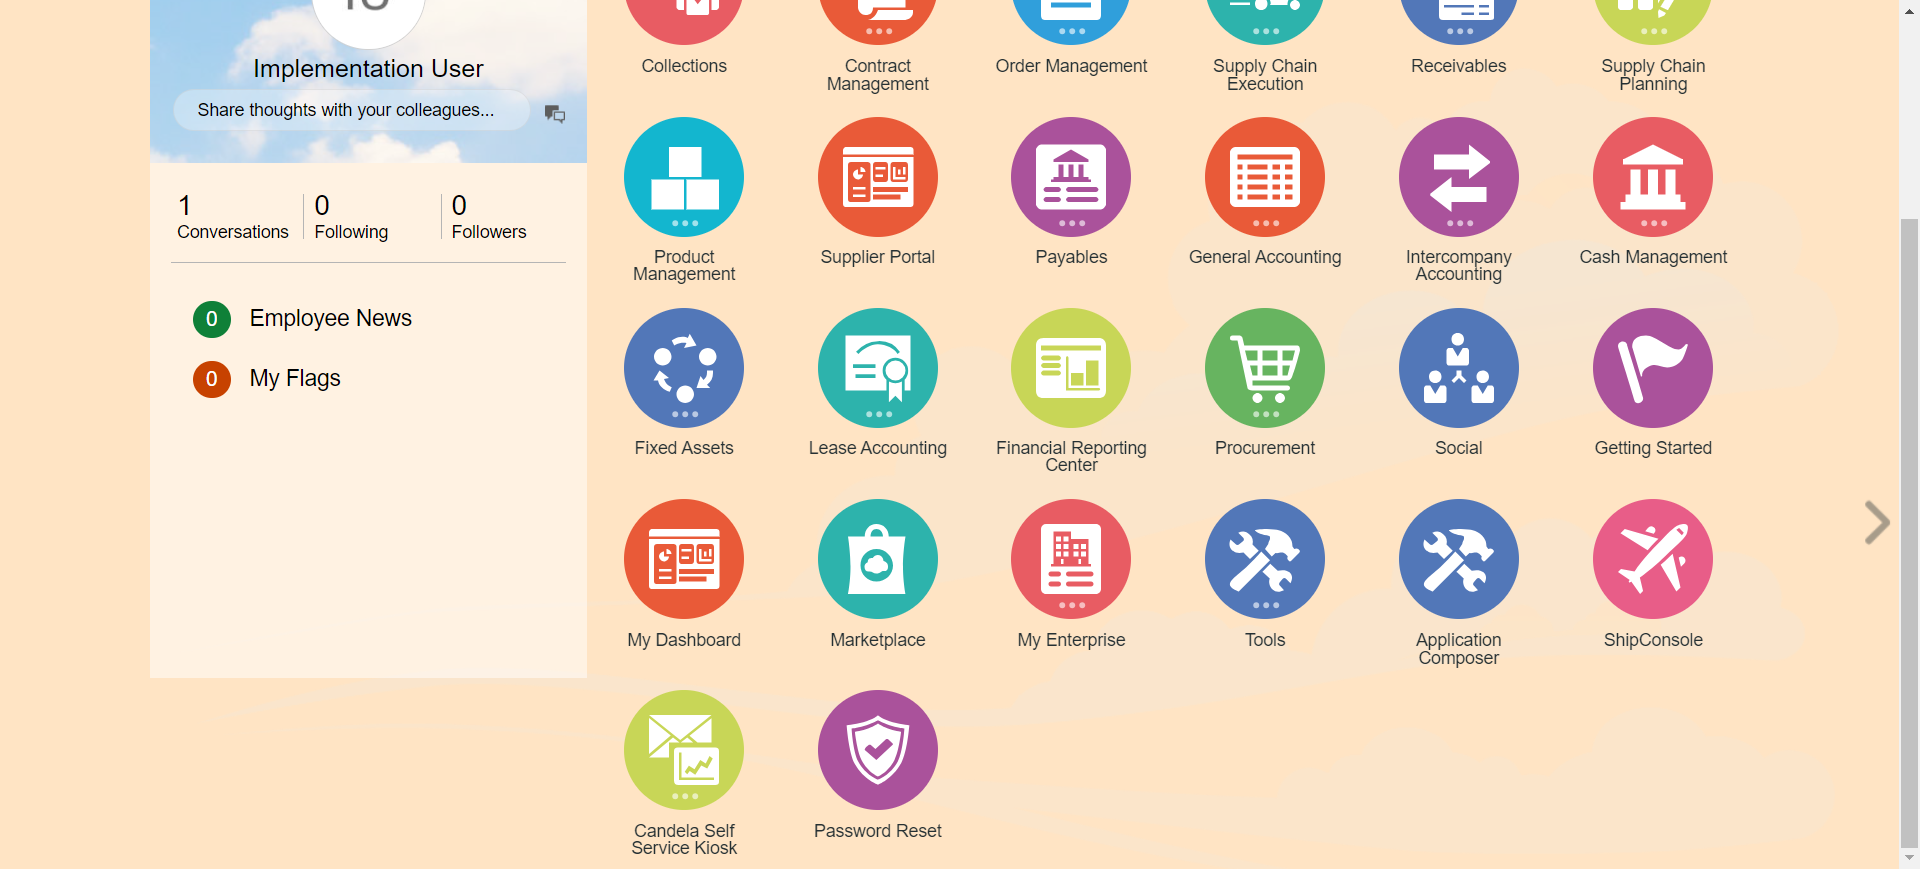 Implementation User
Share thoughts with your colleagues...
1
Conversations
0
Following
0
Followers
0 Employee News
0 My Flags
Collections
Contract
Management
Order Management
Supply Chain
Execution
Receivables
Supply Chain
Planning
Product
Management
Supplier Portal
Payables
General Accounting
Intercompany
Accounting
Cash Management
Fixed Assets
Lease Accounting
Financial Reporting
Center
Procurement
Social
Getting Started
My Dashboard
Marketplace
My Enterprise
Tools
Application
Composer
ShipConsole
Candela Self
Service Kiosk
Password Reset